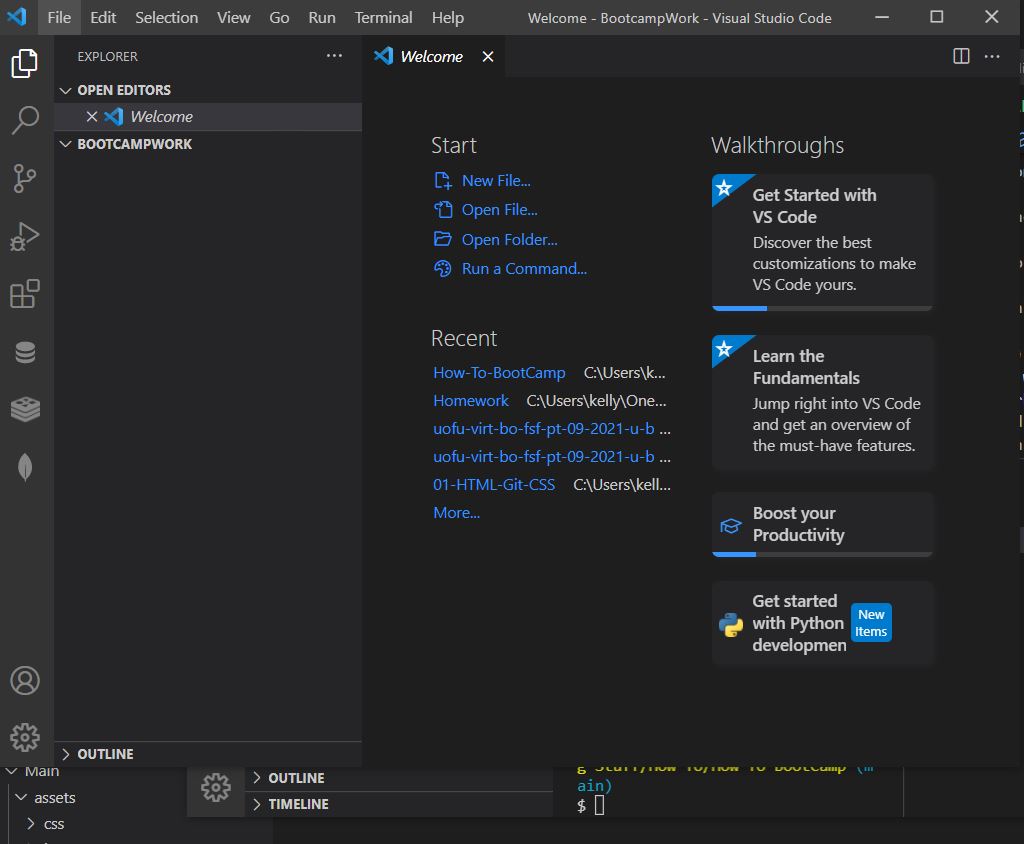 File Edit Selection View Go Run Terminal Help Welcome - BootcampWork - Visual Studio Code
EXPLORER
OPEN EDITORS
Welcome
BOOTCAMPWORK
OUTLINE
Welcome
Start
New File...
Open File...
Open Folder...
Run a Command...
Recent
How-To-BootCamp C:\Users\k...
Homework C:\Users\kelly\One...
uofu-virt-bo-fsf-pt-09-2021-u-b ...
uofu-virt-bo-fsf-pt-09-2021-u-b ...
01-HTML-Git-CSS C:\Users\kell...
More...
Walkthroughs
Get Started with
VS Code
Discover the best
customizations to make
VS Code yours.
Learn the
Fundamentals
Jump right into VS Code
and get an overview of
the must-have features.
Boost your
Productivity
Get started
with Python
developmen
New
Items
Main
assets
css
OUTLINE
TIMELINE
g Stuff/How To/How To BootCamp (m
ain)
$